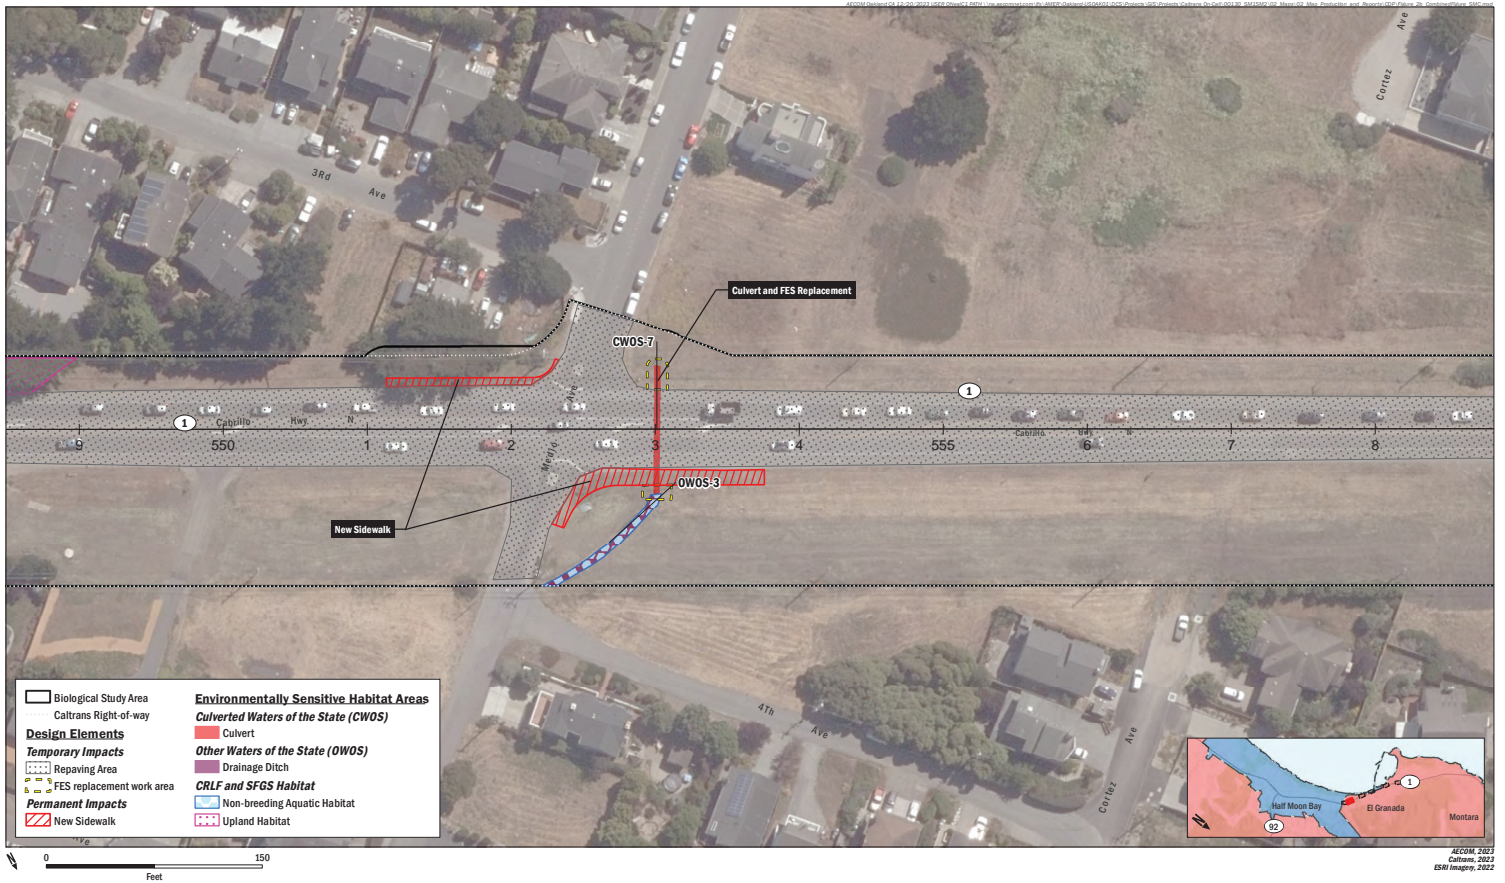 Ave
Cortez
3Rd
Ave
Culvert and FES Replacement
CWOS-7
1
1
Ave
Cabrillo
Hwy
N
Cabrillo
Hwy
N
9
550
1
2
3
4
555
6
7
8
Medio
OWOS-3
New Sidewalk
4Th
Ave
Ave
Cortez
Ave
Biological Study Area
Caltrans Right-of-way
Design Elements
Temporary Impacts
Repaving Area
FES replacement work area
Permanent Impacts
New Sidewalk
Environmentally Sensitive Habitat Areas
Culverted Waters of the State (CWOS)
Culvert
Other Waters of the State (OWOS)
Drainage Ditch
CRLF and SFGS Habitat
Non-breeding Aquatic Habitat
Upland Habitat
1
Half Moon Bay
El Granada
92
Montara
N
N
0
150
Feet
AECOM, 2023
Caltrans, 2023
ESRI Imagery, 2022